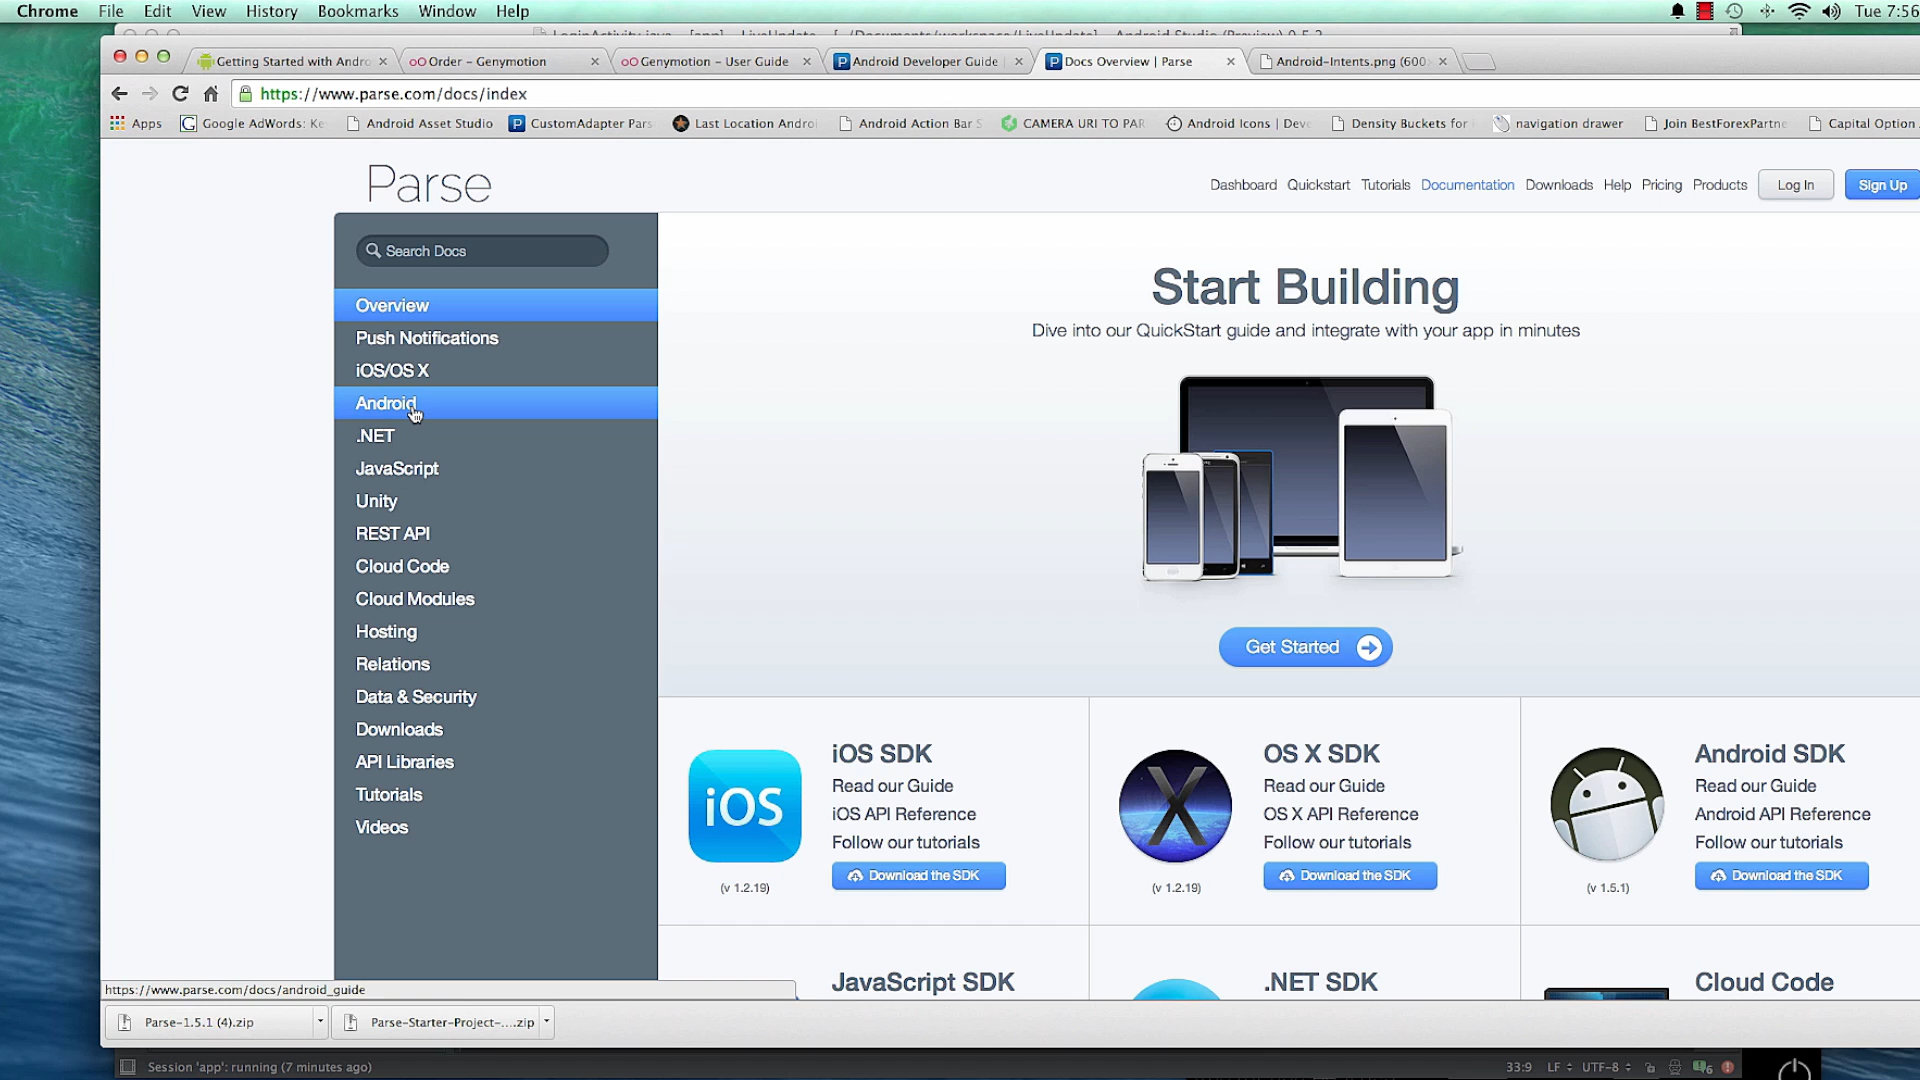 Chrome File Edit View History Bookmarks Window Help Tue 7:56
Getting Started with Andro
Order – Genymotion
Genymotion – User Guide
Android Developer Guide
Docs Overview | Parse
Android-Intents.png (600
https://www.parse.com/docs/index
Apps
Google AdWords: Ke
Android Asset Studio
CustomAdapter Pars
Last Location Androi
Android Action Bar S
CAMERA URI TO PAR
Android Icons | Deve
Density Buckets for
navigation drawer
Join BestForexPartne
Capital Option
Parse
Dashboard Quickstart Tutorials Documentation Downloads Help Pricing Products Log In Sign Up
Search Docs
Overview
Push Notifications
iOS/OS X
Android
.NET
JavaScript
Unity
REST API
Cloud Code
Cloud Modules
Hosting
Relations
Data & Security
Downloads
API Libraries
Tutorials
Videos
Start Building
Dive into our QuickStart guide and integrate with your app in minutes
Get Started
iOS
(v 1.2.19)
iOS SDK
Read our Guide
iOS API Reference
Follow our tutorials
Download the SDK
X
(v 1.2.19)
OS X SDK
Read our Guide
OS X API Reference
Follow our tutorials
Download the SDK
(v 1.5.1)
Android SDK
Read our Guide
Android API Reference
Follow our tutorials
Download the SDK
JavaScript SDK
.NET SDK
Cloud Code
https://www.parse.com/docs/android_guide
Parse-1.5.1 (4).zip
Parse-Starter-Project-....zip
Session 'app': running (7 minutes ago)
33:9 LF UTF-8 6